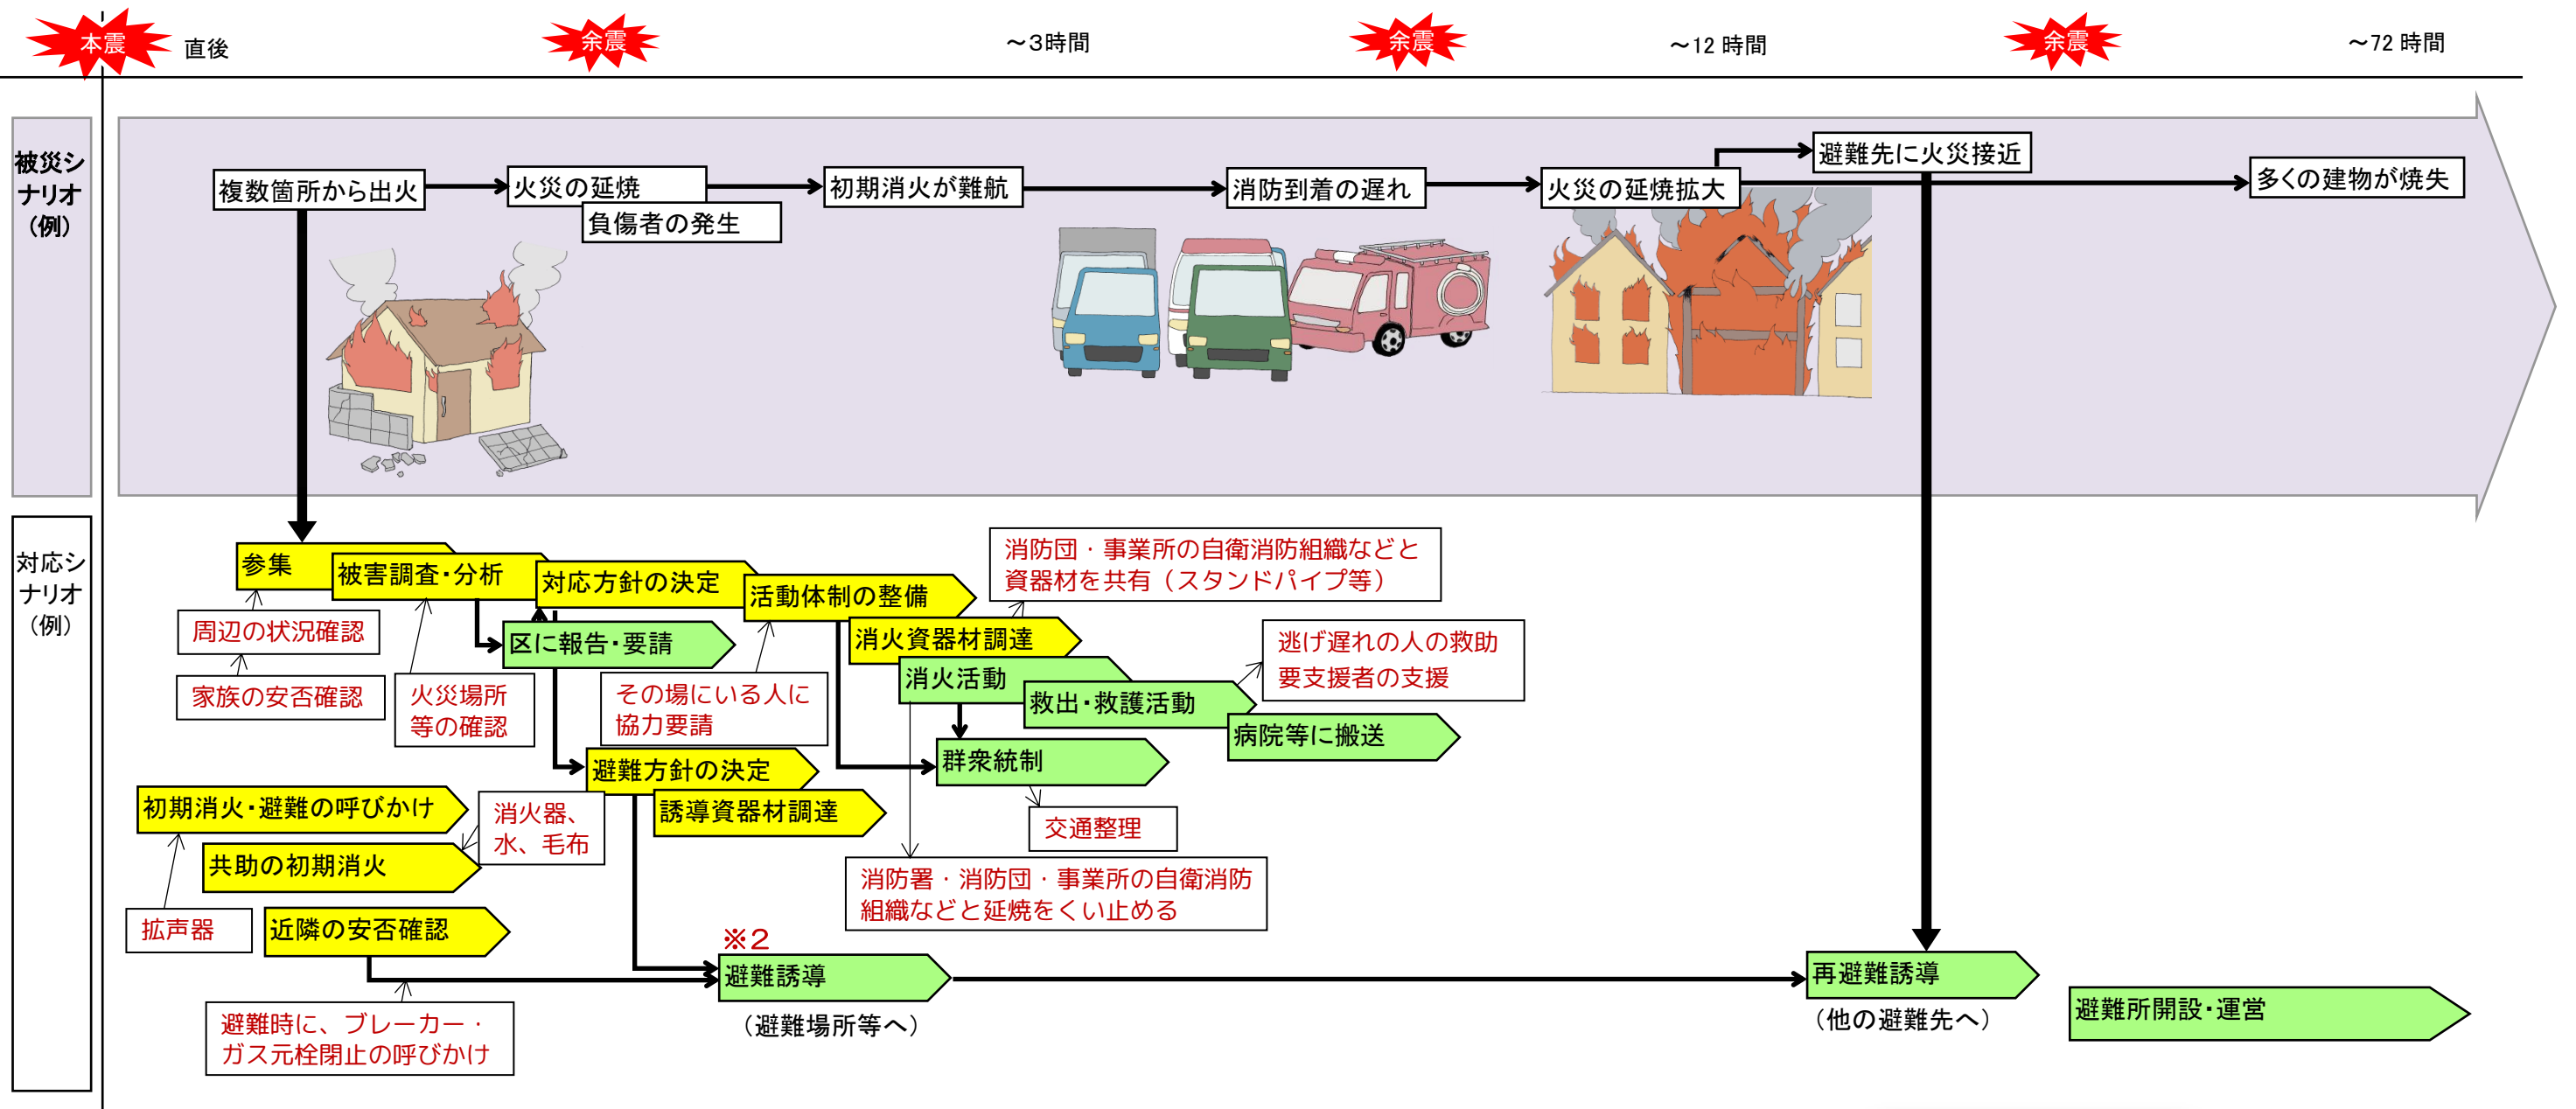 本震
直後
余震
～3時間
余震
～12 時間
余震
～72 時間
被災シ
ナリオ
（例）
複数箇所から出火
火災の延焼
負傷者の発生
初期消火が難航
消防到着の遅れ
火災の延焼拡大
避難先に火災接近
多くの建物が焼失
対応シ
ナリオ
（例）
参集
被害調査・分析
対応方針の決定
活動体制の整備
消防団・事業所の自衛消防組織などと
資器材を共有（スタンドパイプ等）
周辺の状況確認
家族の安否確認
火災場所
等の確認
区に報告・要請
その場にいる人に
協力要請
消火資器材調達
消火活動
救出・救護活動
逃げ遅れの人の救助
要支援者の支援
病院等に搬送
群衆統制
交通整理
避難方針の決定
誘導資器材調達
初期消火・避難の呼びかけ
消火器、
水、毛布
共助の初期消火
拡声器
近隣の安否確認
消防署・消防団・事業所の自衛消防
組織などと延焼をくい止める
※2
避難誘導
（避難場所等へ）
避難時に、ブレーカー・
ガス元栓閉止の呼びかけ
再避難誘導
（他の避難先へ）
避難所開設・運営